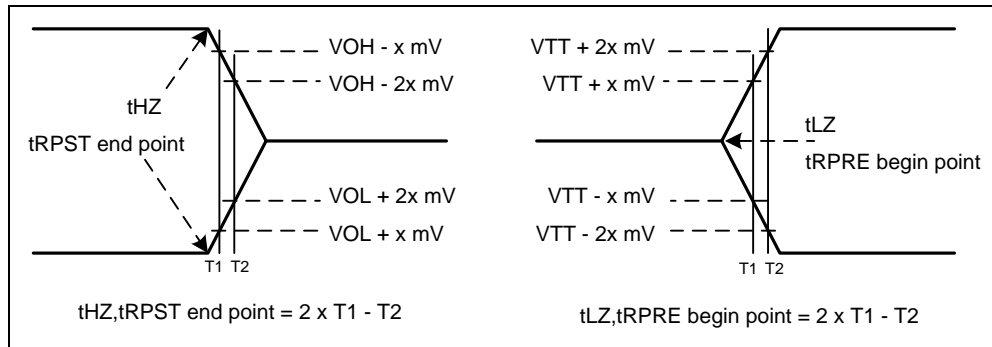 VOH - x mV
VOH - 2x mV
tHZ
tRPST end point
VOL + 2x mV
VOL + x mV
T1 T2
tHZ,tRPST end point = 2 x T1 - T2
VTT + 2x mV
VTT + x mV
tLZ
tRPRE begin point
VTT - x mV
VTT - 2x mV
T1 T2
tLZ,tRPRE begin point = 2 x T1 - T2